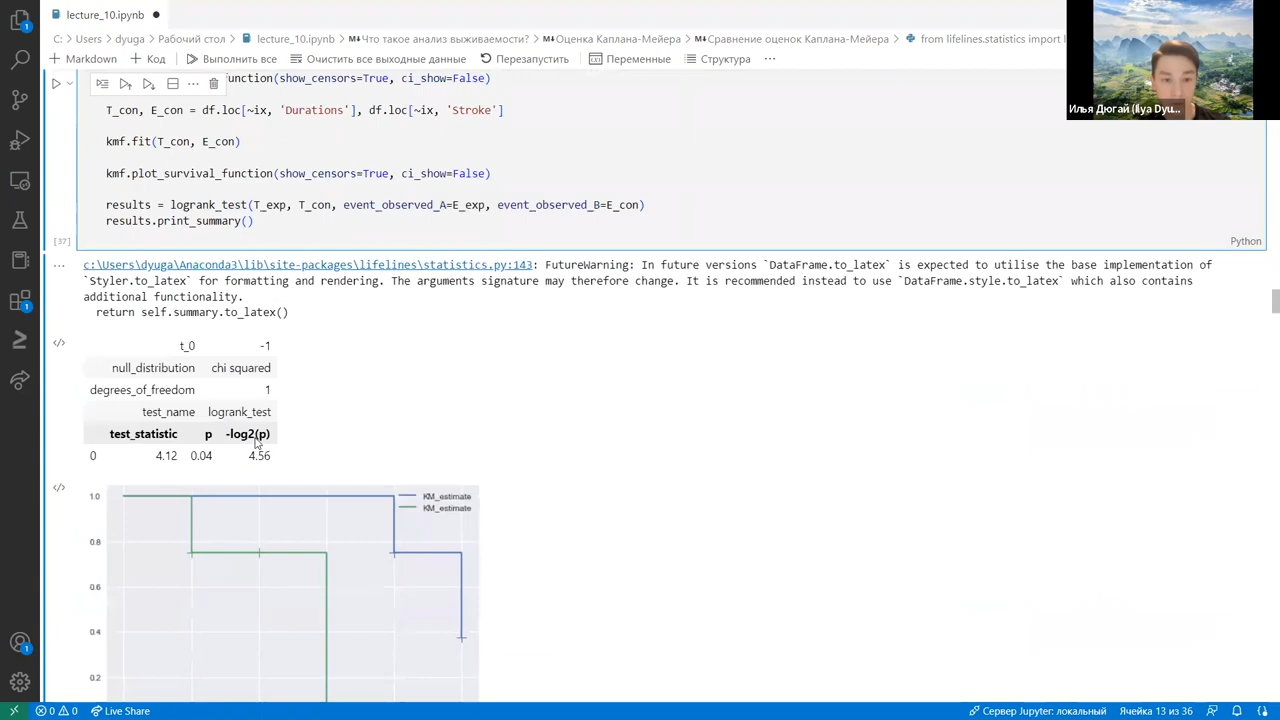 lecture_10.ipynb
C: > Users > dyuga > Рабочий стол > lecture_10.ipynb > M↓Что такое анализ выживаемости? > M↓Оценка Каплана-Мейера > M↓Сравнение оценок Каплана-Мейера > from lifelines.statistics import l
Илья Дюгай (Ilya Dyu...
+ Markdown + Код Выполнить все Очистить все выходные данные Перезапустить Переменные Структура ...
function(show_censors=True, ci_show=False)
T_con, E_con = df.loc[~ix, 'Durations'], df.loc[~ix, 'Stroke']
kmf.fit(T_con, E_con)
kmf.plot_survival_function(show_censors=True, ci_show=False)
results = logrank_test(T_exp, T_con, event_observed_A=E_exp, event_observed_B=E_con)
results.print_summary()
[37] Python
... c:\Users\dyuga\Anaconda3\lib\site-packages\lifelines\statistics.py:143: FutureWarning: In future versions `DataFrame.to_latex` is expected to utilise the base implementation of
`Styler.to_latex` for formatting and rendering. The arguments signature may therefore change. It is recommended instead to use `DataFrame.style.to_latex` which also contains
additional functionality.
return self.summary.to_latex()
t_0 -1
null_distribution chi squared
degrees_of_freedom 1
test_name logrank_test
test_statistic p -log2(p)
0 4.12 0.04 4.56
1.0 KM_estimate
KM_estimate
0.8
0.6
0.4
0.2
0 0 Live Share Сервер Jupyter: локальный Ячейка 13 из 36